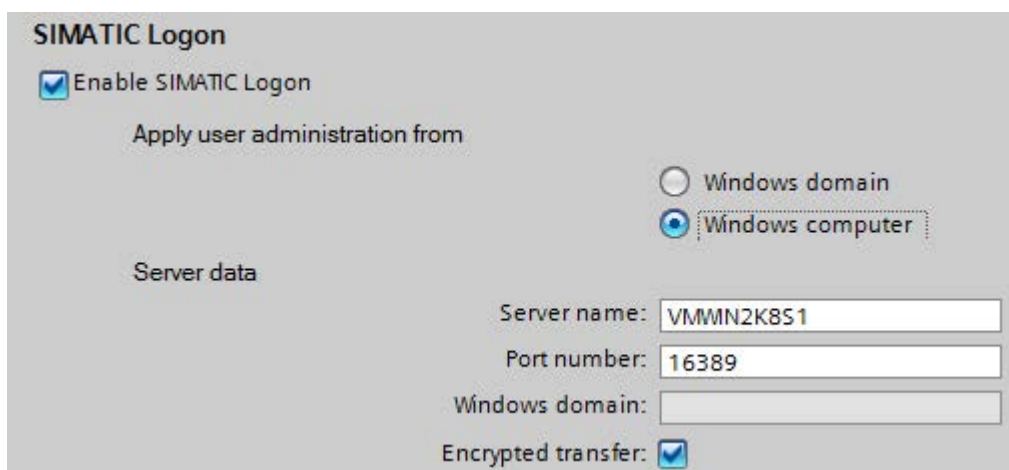 SIMATIC Logon
Enable SIMATIC Logon
Apply user administration from
Windows domain
Windows computer
Server data
Server name: VMWIN2K8S1
Port number: 16389
Windows domain:
Encrypted transfer: